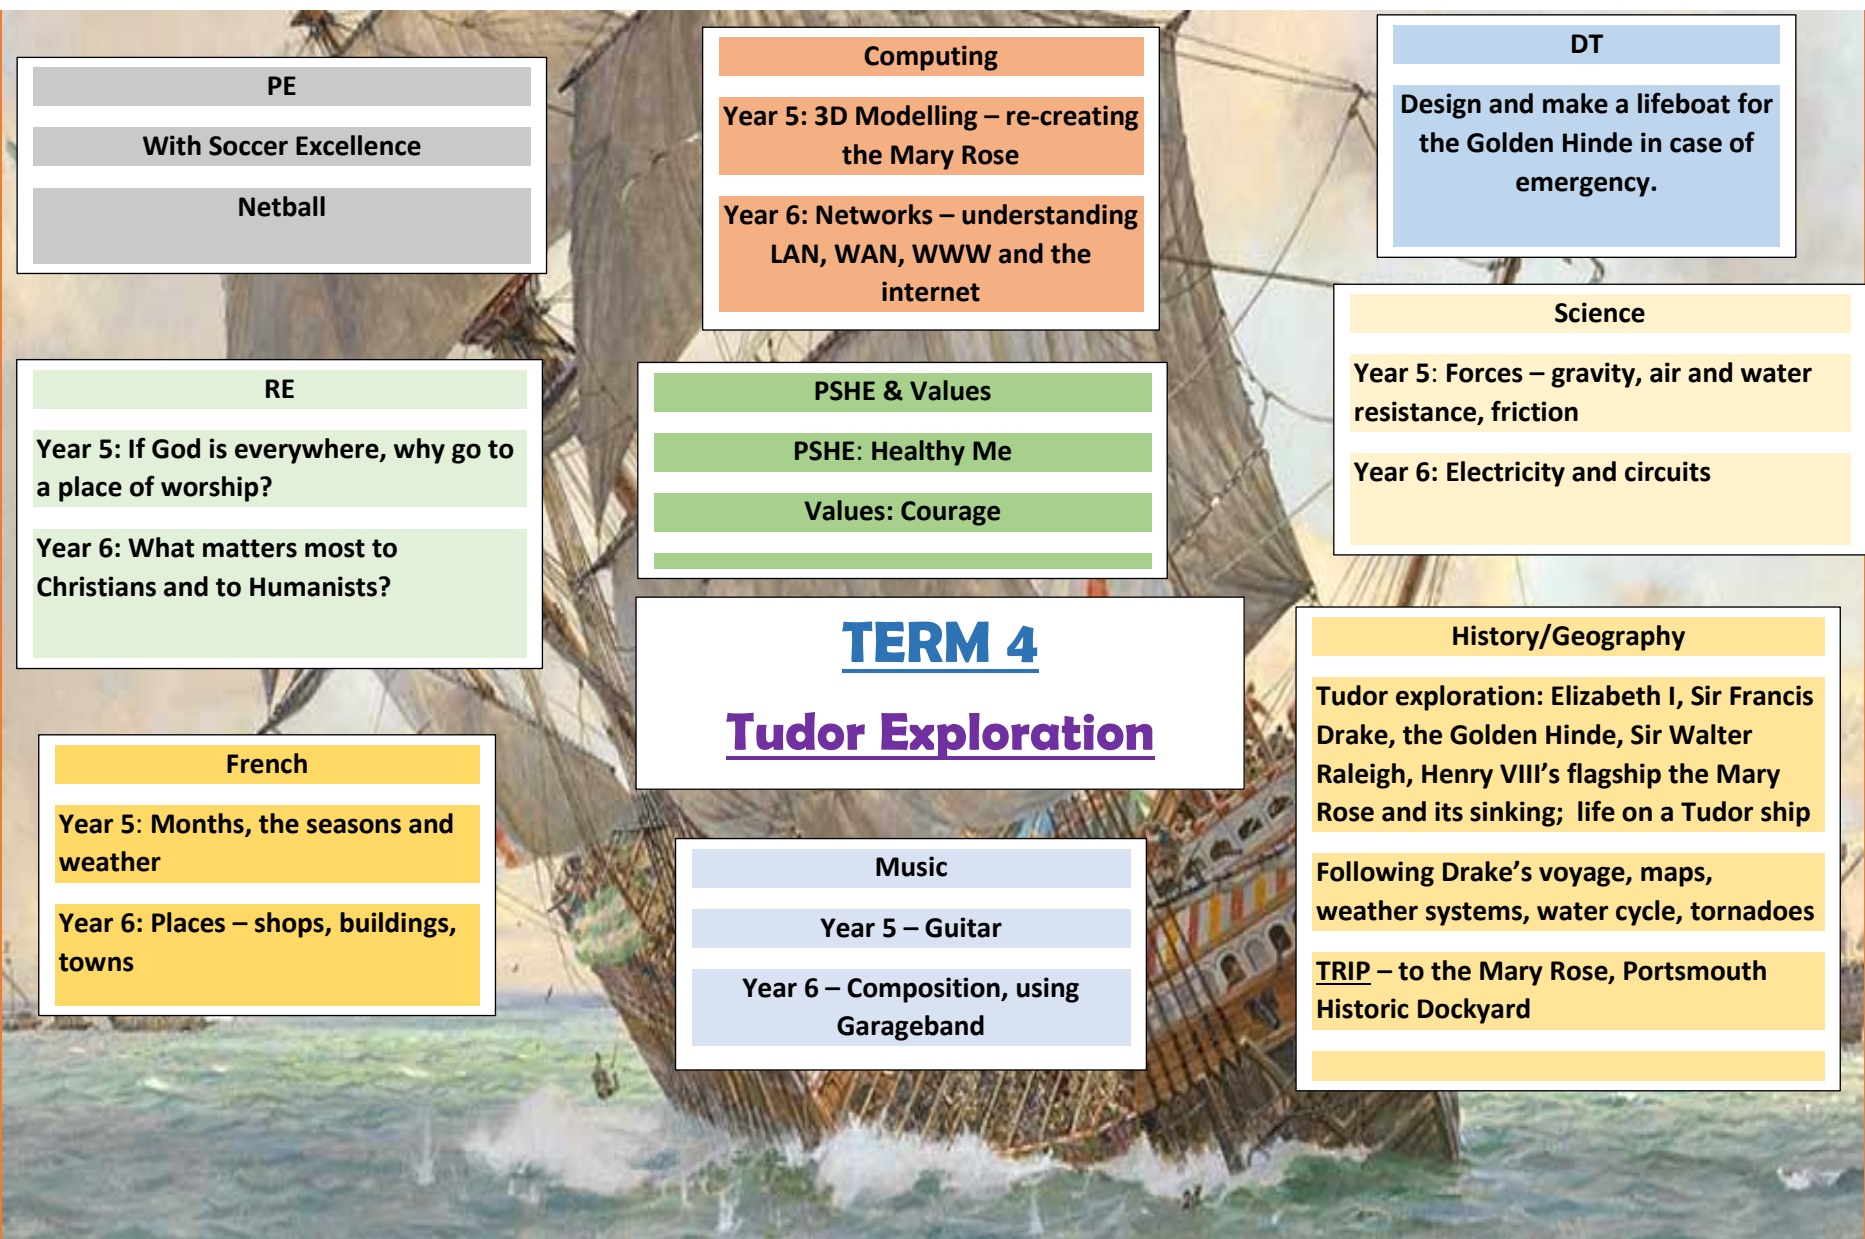 PE
With Soccer Excellence
Netball
Computing
Year 5: 3D Modelling – re-creating
the Mary Rose
Year 6: Networks – understanding
LAN, WAN, WWW and the
internet
DT
Design and make a lifeboat for
the Golden Hinde in case of
emergency.
Science
Year 5: Forces – gravity, air and water
resistance, friction
Year 6: Electricity and circuits
RE
Year 5: If God is everywhere, why go to
a place of worship?
Year 6: What matters most to
Christians and to Humanists?
PSHE & Values
PSHE: Healthy Me
Values: Courage
TERM 4
Tudor Exploration
History/Geography
Tudor exploration: Elizabeth I, Sir Francis
Drake, the Golden Hinde, Sir Walter
Raleigh, Henry VIII’s flagship the Mary
Rose and its sinking;  life on a Tudor ship
Following Drake’s voyage, maps,
weather systems, water cycle, tornadoes
TRIP – to the Mary Rose, Portsmouth
Historic Dockyard
French
Year 5: Months, the seasons and
weather
Year 6: Places – shops, buildings,
towns
Music
Year 5 – Guitar
Year 6 – Composition, using
Garageband